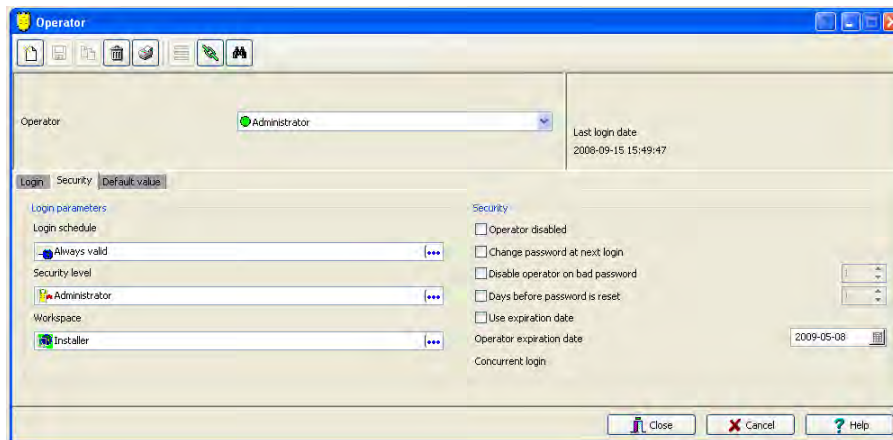 Operator
Operator
Administrator
Last login date
2008-09-15 15:49:47
Login Security Default value
Login parameters
Login schedule
Always valid
Security level
Administrator
Workspace
Installer
Security
Operator disabled
Change password at next login
Disable operator on bad password
Days before password is reset
Use expiration date
Operator expiration date 2009-05-08
Concurrent login
Close Cancel Help